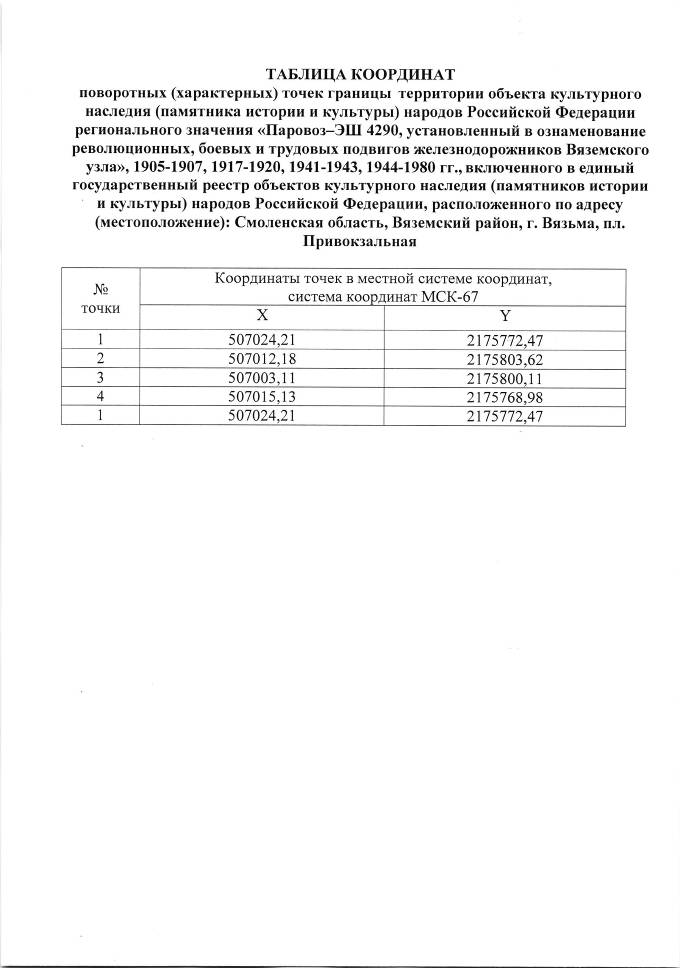 ТАБЛИЦА КООРДИНАТ
поворотных (характерных) точек границы территории объекта культурного
наследия (памятника истории и культуры) народов Российской Федерации
регионального значения «Паровоз–ЭШ 4290, установленный в ознаменование
революционных, боевых и трудовых подвигов железнодорожников Вяземского
узла», 1905-1907, 1917-1920, 1941-1943, 1944-1980 гг., включенного в единый
государственный реестр объектов культурного наследия (памятников истории
и культуры) народов Российской Федерации, расположенного по адресу
(местоположение): Смоленская область, Вяземский район, г. Вязьма, пл.
Привокзальная
№ точки Координаты точек в местной системе координат,
система координат МСК-67
X Y
1 507024,21 2175772,47
2 507012,18 2175803,62
3 507003,11 2175800,11
4 507015,13 2175768,98
1 507024,21 2175772,47